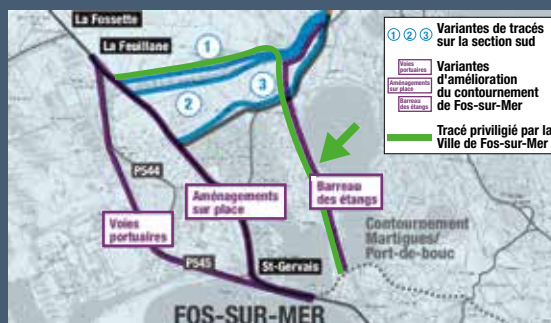 La Fossette
La Feuillane
1
2
3
P544
Voies
portuaires
Aménagements
sur place
Barreau
des étangs
P545
St-Gervais
Contournement
Martigues/
Port-de-bouc
FOS-SUR-MER
1 2 3 Variantes de tracés
sur la section sud
Voies
portuaires
Aménagements
sur place
Barreau
des étangs
Variantes
d'amélioration
du contournement
de Fos-sur-Mer
Tracé priviligié par la
Ville de Fos-sur-Mer